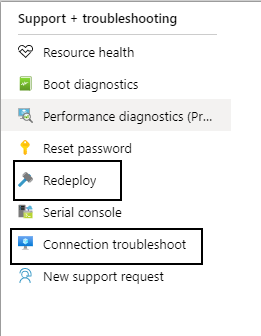 Support + troubleshooting
Resource health
Boot diagnostics
Performance diagnostics (Pr...
Reset password
Redeploy
Serial console
Connection troubleshoot
New support request